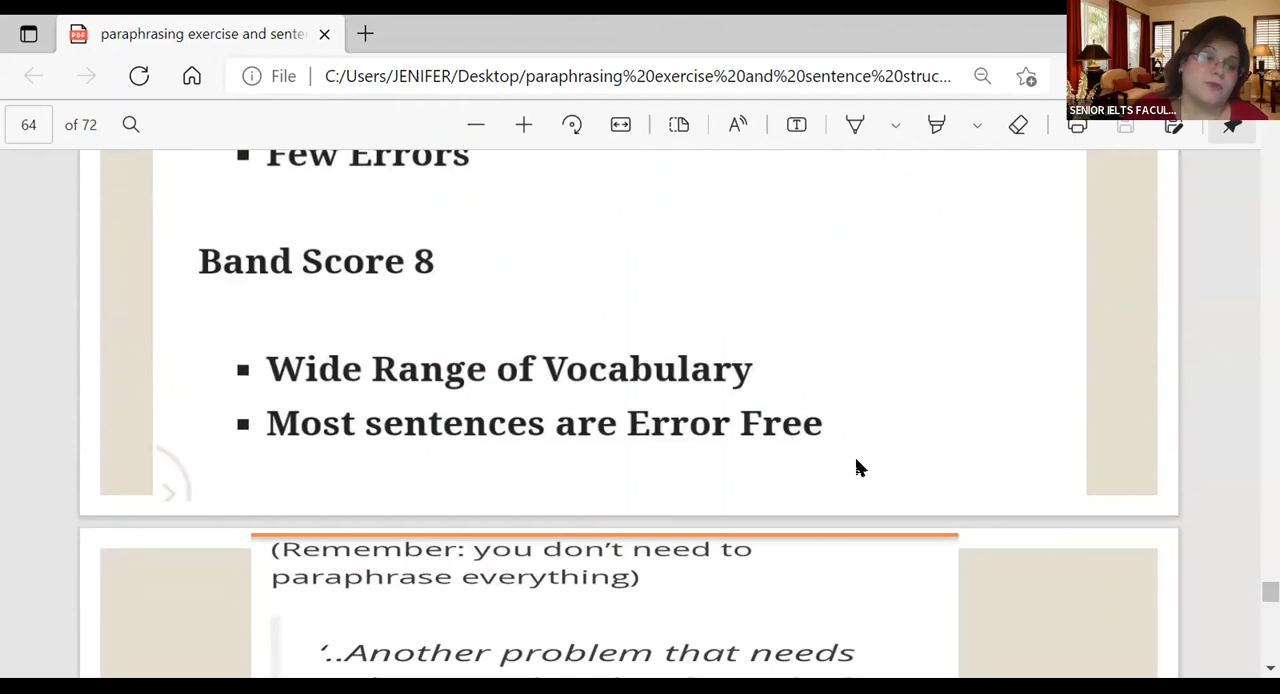 paraphrasing exercise and sente
File
C:/Users/JENIFER/Desktop/paraphrasing%20exercise%20and%20sentence%20struc...
SENIOR IELTS FACUL...
64 of 72
▪ Few Errors
Band Score 8
▪ Wide Range of Vocabulary
▪ Most sentences are Error Free
(Remember: you don't need to
paraphrase everything)
‘..Another problem that needs